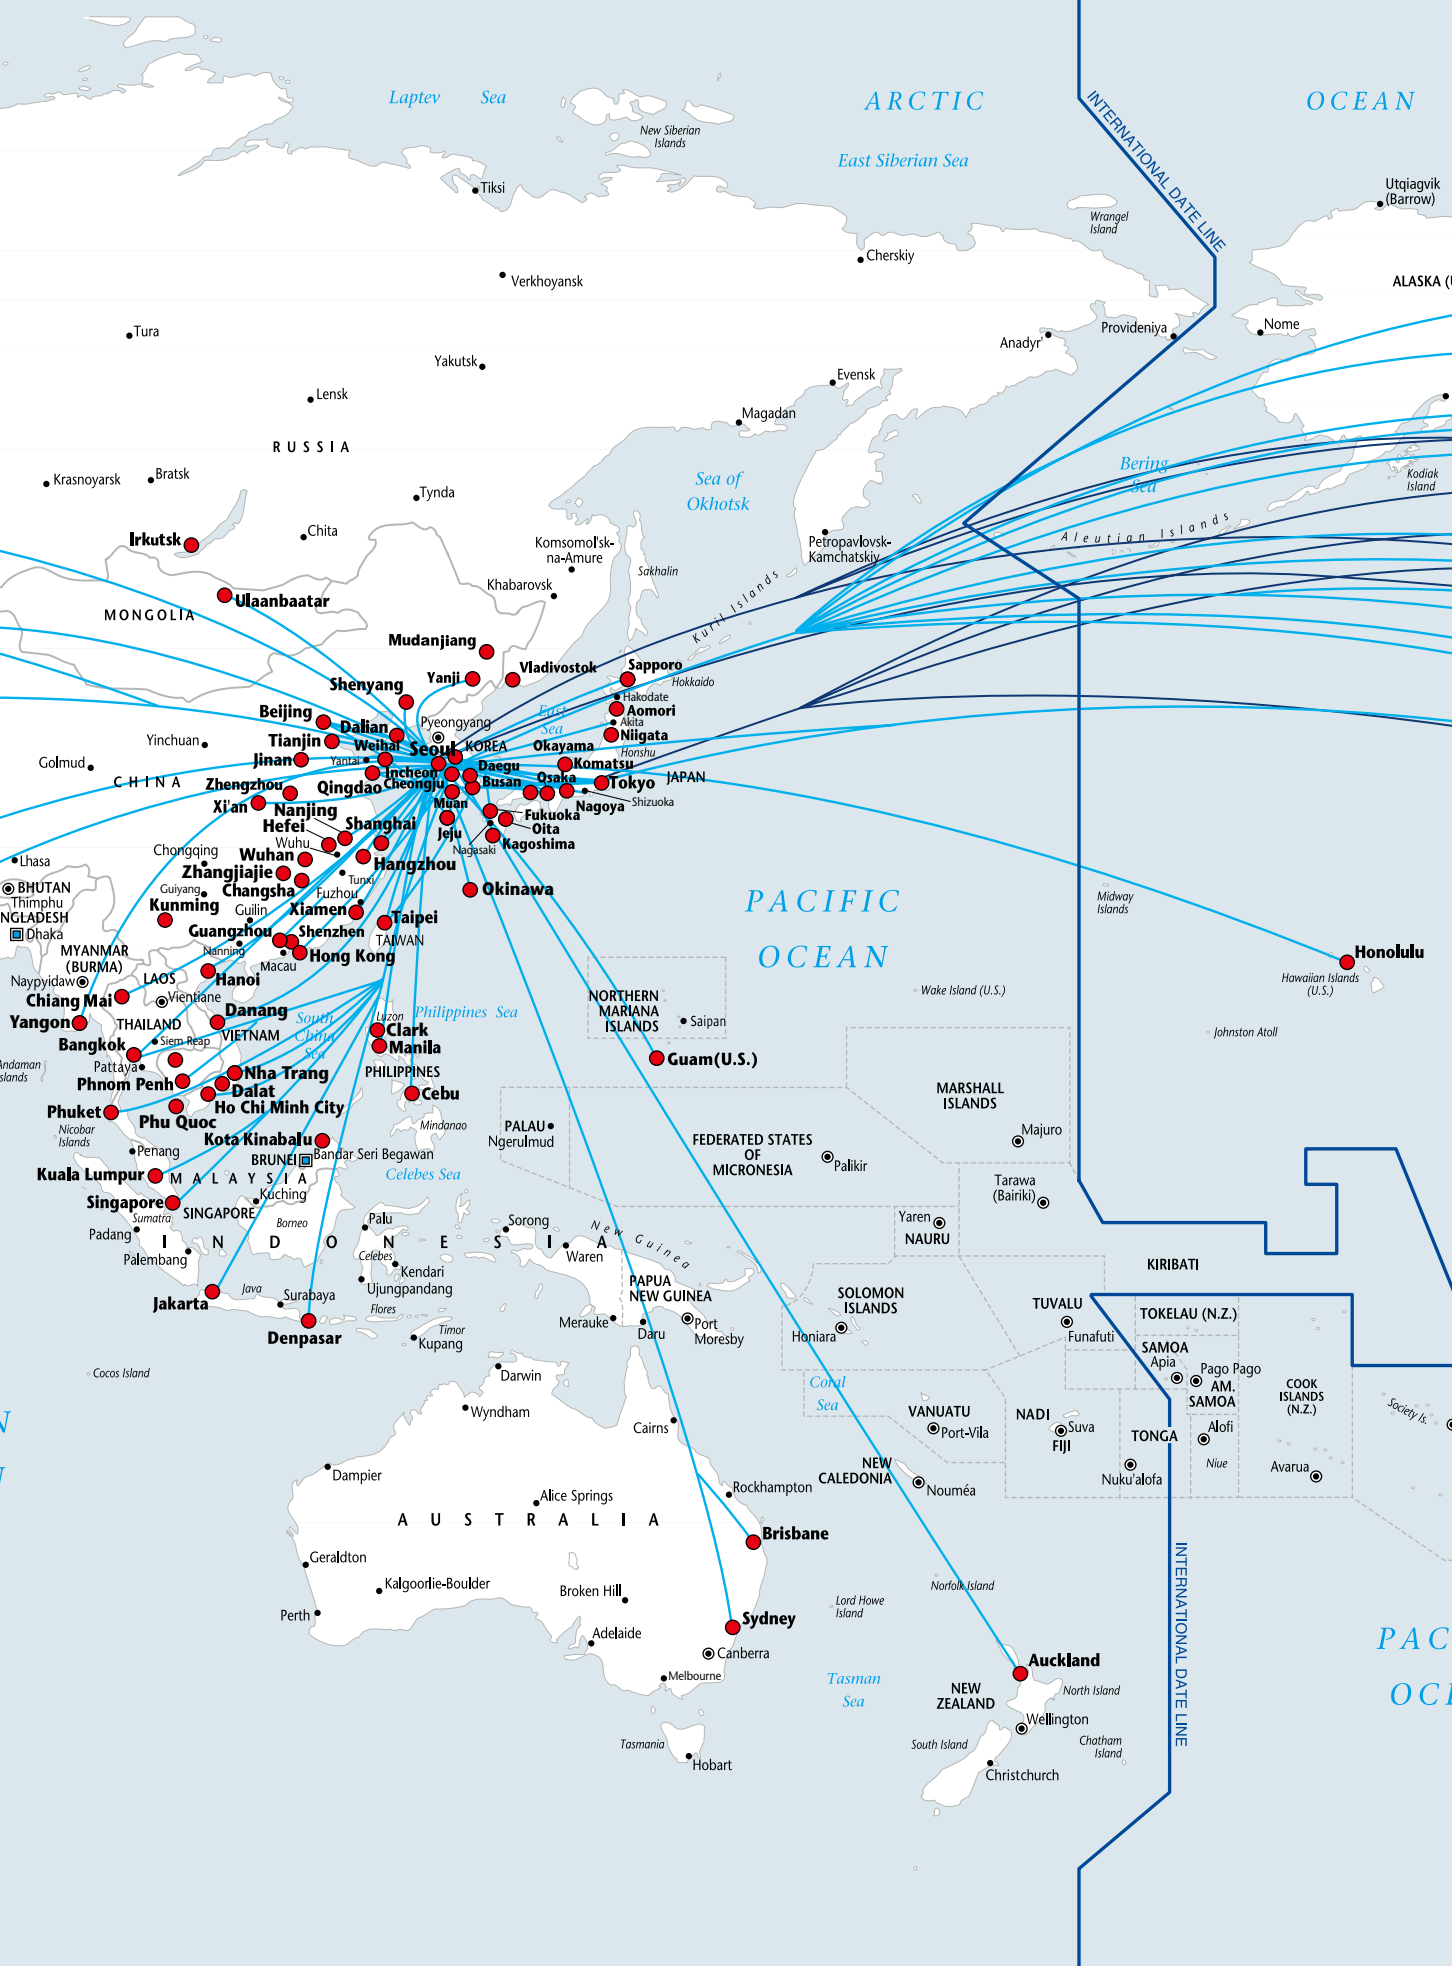 Laptev Sea
ARCTIC
OCEAN
New Siberian
Islands
East Siberian Sea
INTERNATIONAL DATE LINE
Tiksi
Utqiagvik
(Barrow)
Wrangel
Island
Cherskiy
Verkhoyansk
ALASKA (
Tura
Anadyr'
Provideniya
Nome
Yakutsk
Evensk
Lensk
Magadan
RUSSIA
Bering
Sea
Kodiak
Island
Krasnoyarsk
Bratsk
Sea of
Okhotsk
Tynda
Irkutsk
Chita
Komsomol'sk-
na-Amure
Petropavlovsk-
Kamchatskiy
Aleutian Islands
Sakhalin
Khabarovsk
Kuril Islands
Ulaanbaatar
MONGOLIA
Mudanjiang
Yanji
Vladivostok
Sapporo
Hokkaido
Shenyang
Hakodate
Aomori
Akita
Niigata
Honshu
Beijing
Dalian
Pyeongyang
East
Sea
Tianjin
Weihai
Seoul
KOREA
Okayama
Yinchuan
Jinan
Yantai
Incheon
Daegu
Komatsu
Golmud
CHINA
Zhengzhou
Qingdao
Cheongju
Busan
Osaka
Tokyo
JAPAN
Xi'an
Nanjing
Muan
Nagoya
Shizuoka
Hefei
Shanghai
Jeju
Fukuoka
Oita
Wuhu
Nagasaki
Kagoshima
Chongqing
Wuhan
Hangzhou
Lhasa
Zhangjiajie
Tunxi
BHUTAN
Thimphu
Guiyang
Changsha
Fuzhou
Okinawa
Kunming
Guilin
Xiamen
Taipei
TAIWAN
NGLADESH
Dhaka
Guangzhou
Shenzhen
Nanning
Macau
Hong Kong
PACIFIC
OCEAN
Midway
Islands
Honolulu
Hawaiian Islands
(U.S.)
MYANMAR
(BURMA)
Naypyidaw
LAOS
Hanoi
Chiang Mai
Vientiane
Wake Island (U.S.)
NORTHERN
MARIANA
ISLANDS
Saipan
Yangon
THAILAND
Danang
VIETNAM
South
China
Sea
Luzon
Philippines Sea
Clark
Manila
Johnston Atoll
Bangkok
Siem Reap
Guam(U.S.)
Andaman
slands
Pattaya
Phnom Penh
Nha Trang
Dalat
PHILIPPINES
Cebu
MARSHALL
ISLANDS
Phuket
Ho Chi Minh City
Phu Quoc
Nicobar
Islands
Mindanao
PALAU
Ngerulmud
FEDERATED STATES
OF
MICRONESIA
Palikir
Majuro
Penang
Kota Kinabalu
BRUNEI
Bandar Seri Begawan
Kuala Lumpur
MALAYSIA
Celebes Sea
Tarawa
(Bairiki)
Singapore
Kuching
SINGAPORE
Sumatra
Padang
Borneo
Palu
Sorong
New Guinea
Yaren
NAURU
INDONESIA
Palembang
Celebes
Kendari
Waren
KIRIBATI
Java
Surabaya
Ujungpandang
PAPUA
NEW GUINEA
SOLOMON
ISLANDS
Jakarta
Flores
Denpasar
Timor
Kupang
Merauke
Daru
Port
Moresby
Honiara
TUVALU
Funafuti
TOKELAU (N.Z.)
SAMOA
Apia
Pago Pago
AM.
SAMOA
Cocos Island
Darwin
Coral
Sea
COOK
ISLANDS
(N.Z.)
Society Is.
Wyndham
Cairns
VANUATU
Port-Vila
NADI
Suva
FIJI
TONGA
Alofi
Niue
Nuku'alofa
Avarua
N
Dampier
NEW
CALEDONIA
Nouméa
Rockhampton
Alice Springs
AUSTRALIA
Brisbane
Geraldton
Kalgoorlie-Boulder
Broken Hill
Norfolk Island
Lord Howe
Island
INTERNATIONAL DATE LINE
Perth
Sydney
Adelaide
Canberra
Melbourne
Tasman
Sea
Auckland
PAC
OCE
NEW
ZEALAND
North Island
Wellington
Tasmania
South Island
Chatham
Island
Hobart
Christchurch